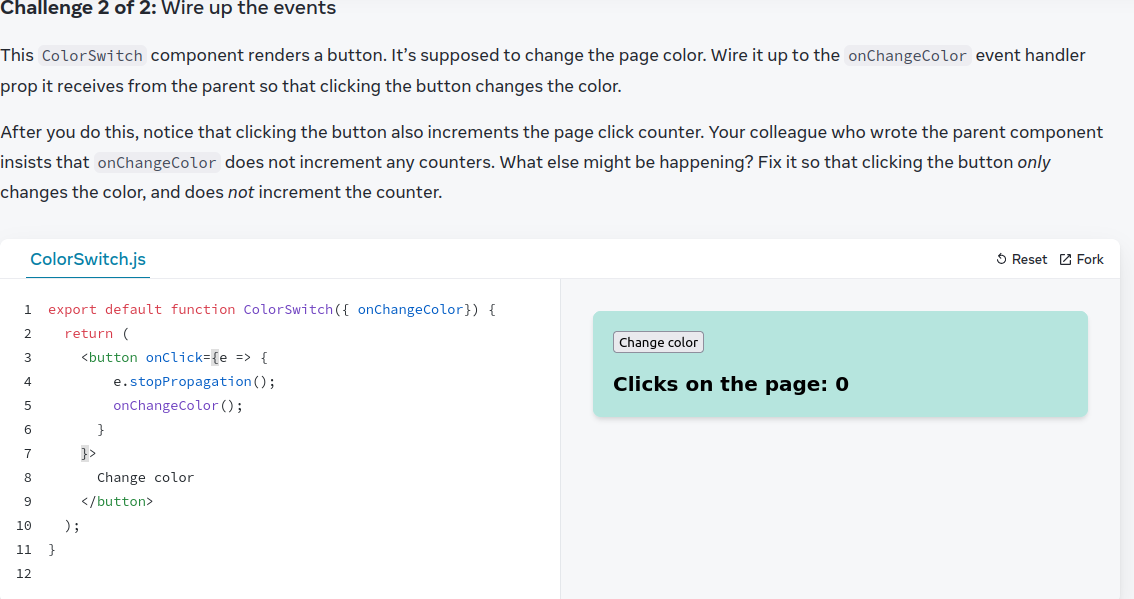 Challenge 2 of 2: Wire up the events
This ColorSwitch component renders a button. It’s supposed to change the page color. Wire it up to the onChangeColor event handler
prop it receives from the parent so that clicking the button changes the color.
After you do this, notice that clicking the button also increments the page click counter. Your colleague who wrote the parent component
insists that onChangeColor does not increment any counters. What else might be happening? Fix it so that clicking the button only
changes the color, and does not increment the counter.
ColorSwitch.js
Reset Fork
1 export default function ColorSwitch({ onChangeColor}) {
2   return (
3     <button onClick={e => {
4         e.stopPropagation();
5         onChangeColor();
6       }
7     }>
8       Change color
9     </button>
10   );
11 }
12
Change color
Clicks on the page: 0